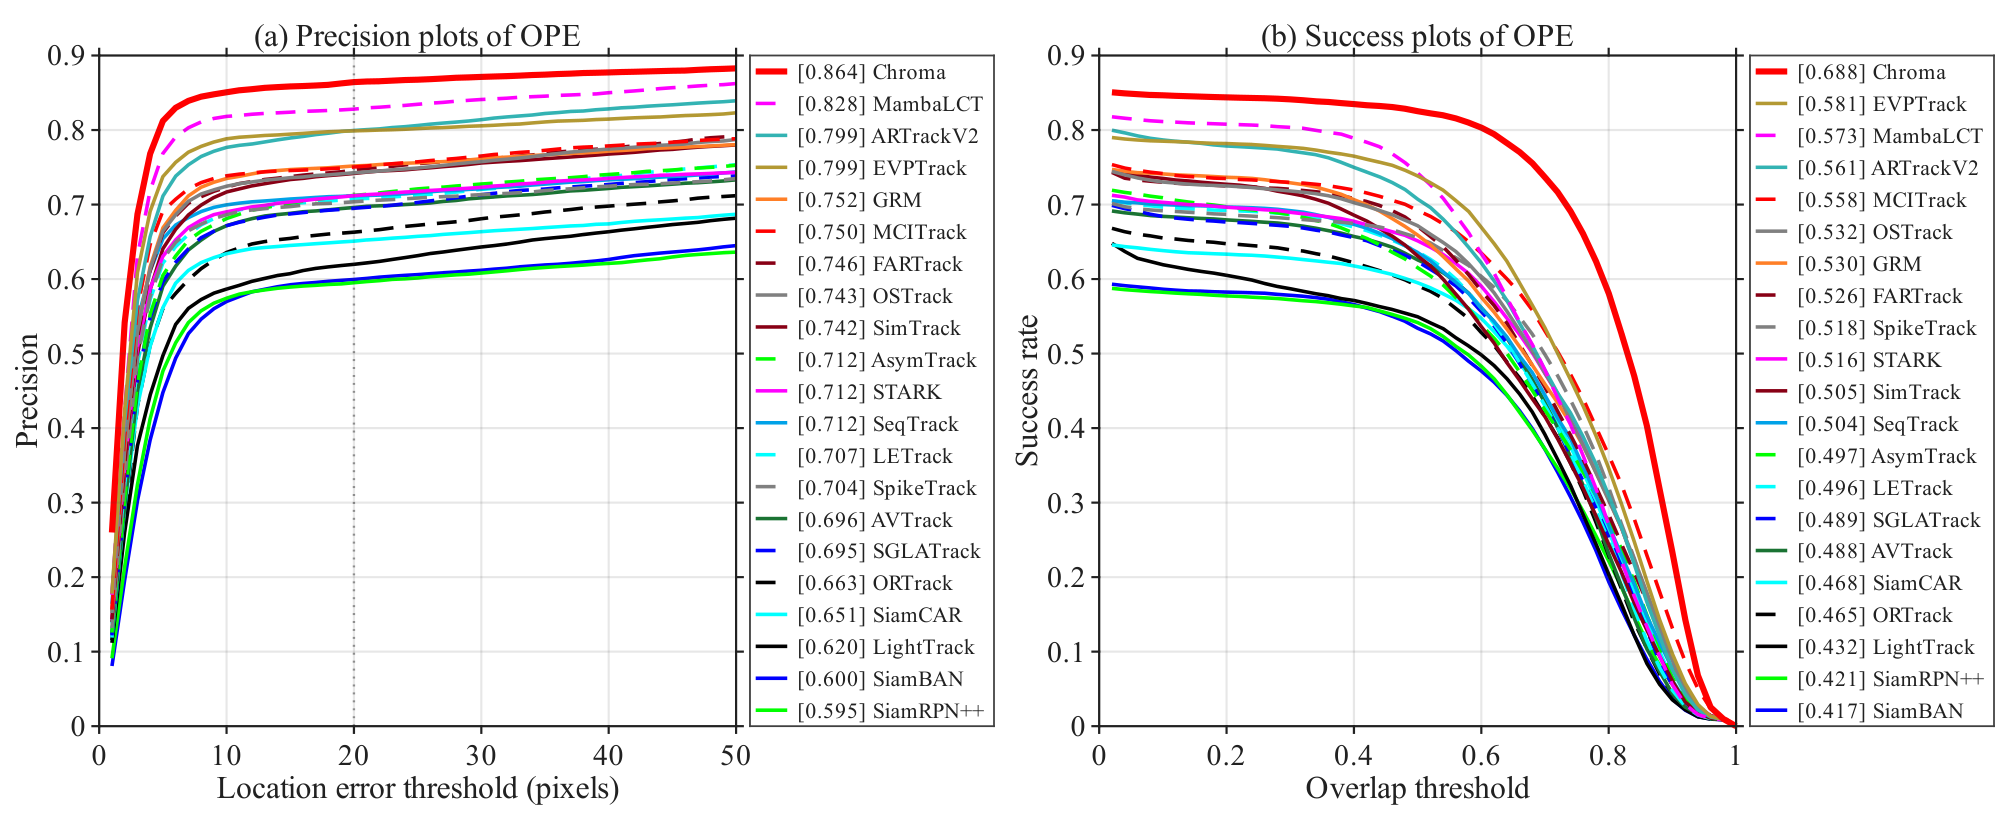 (a) Precision plots of OPE
Precision
0.9
0.8
0.7
0.6
0.5
0.4
0.3
0.2
0.1
0
0 10 20 30 40 50
Location error threshold (pixels)
[0.864] Chroma
[0.828] MambaLCT
[0.799] ARTrackV2
[0.799] EVPTrack
[0.752] GRM
[0.750] MCITrack
[0.746] FARTrack
[0.743] OSTrack
[0.742] SimTrack
[0.712] AsymTrack
[0.712] STARK
[0.712] SeqTrack
[0.707] LETrack
[0.704] SpikeTrack
[0.696] AVTrack
[0.695] SGLATrack
[0.663] ORTrack
[0.651] SiamCAR
[0.620] LightTrack
[0.600] SiamBAN
[0.595] SiamRPN++
(b) Success plots of OPE
Success rate
0.9
0.8
0.7
0.6
0.5
0.4
0.3
0.2
0.1
0
0 0.2 0.4 0.6 0.8 1
Overlap threshold
[0.688] Chroma
[0.581] EVPTrack
[0.573] MambaLCT
[0.561] ARTrackV2
[0.558] MCITrack
[0.532] OSTrack
[0.530] GRM
[0.526] FARTrack
[0.518] SpikeTrack
[0.516] STARK
[0.505] SimTrack
[0.504] SeqTrack
[0.497] AsymTrack
[0.496] LETrack
[0.489] SGLATrack
[0.488] AVTrack
[0.468] SiamCAR
[0.465] ORTrack
[0.432] LightTrack
[0.421] SiamRPN++
[0.417] SiamBAN